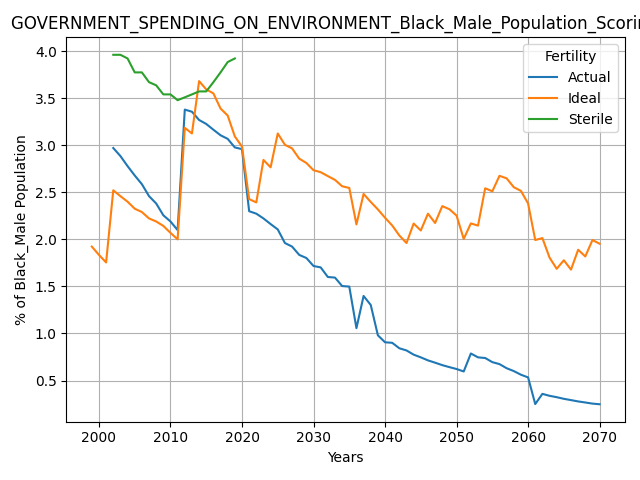 GOVERNMENT_SPENDING_ON_ENVIRONMENT_Black_Male_Population_Scorin
Fertility
Actual
Ideal
Sterile
% of Black_Male Population
4.0
3.5
3.0
2.5
2.0
1.5
1.0
0.5
2000 2010 2020 2030 2040 2050 2060 2070
Years